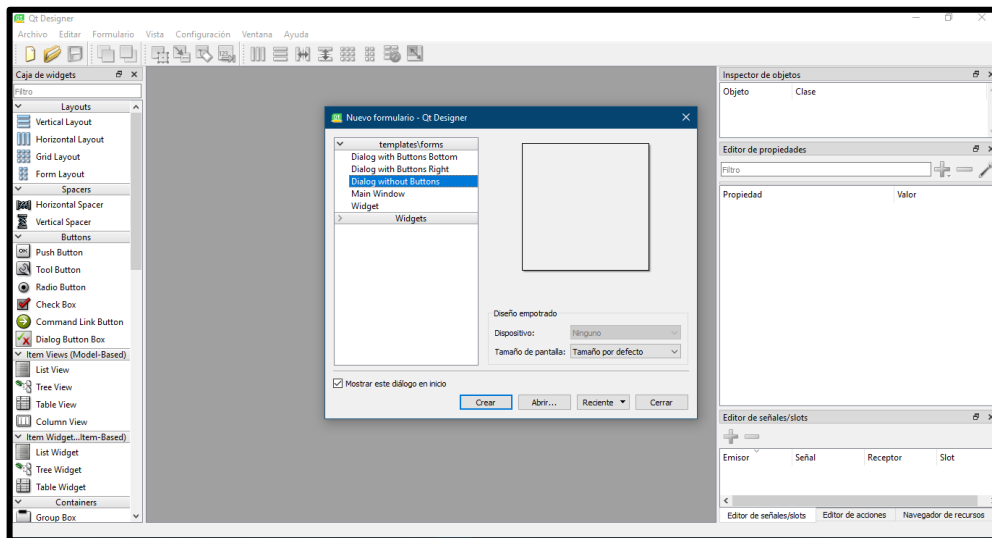 Qt Designer
Archivo Editar Formulario Vista Configuración Ventana Ayuda
Caja de widgets
Filtro
Layouts
Vertical Layout
Horizontal Layout
Grid Layout
Form Layout
Spacers
Horizontal Spacer
Vertical Spacer
Buttons
Push Button
Tool Button
Radio Button
Check Box
Command Link Button
Dialog Button Box
Item Views (Model-Based)
List View
Tree View
Table View
Column View
Item Widget...Item-Based)
List Widget
Tree Widget
Table Widget
Containers
Group Box
Nuevo formulario - Qt Designer
templates\forms
Dialog with Buttons Bottom
Dialog with Buttons Right
Dialog without Buttons
Main Window
Widget
Widgets
Diseño empotrado
Dispositivo: Ninguno
Tamaño de pantalla: Tamaño por defecto
Mostrar este diálogo en inicio
Crear Abrir... Reciente Cerrar
Inspector de objetos
Objeto Clase
Editor de propiedades
Filtro
Propiedad Valor
Editor de señales/slots
Emisor Señal Receptor Slot
Editor de señales/slots Editor de acciones Navegador de recursos